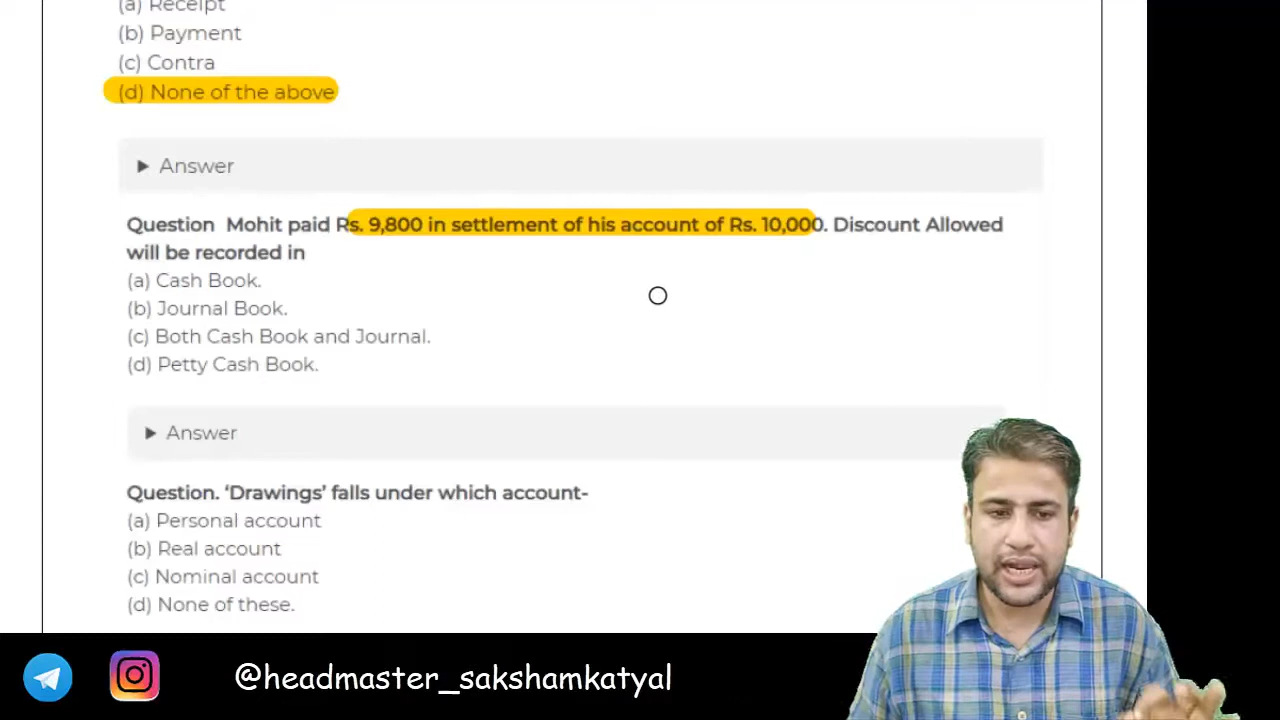 (a) Receipt
(b) Payment
(c) Contra
(d) None of the above
Answer
Question Mohit paid Rs. 9,800 in settlement of his account of Rs. 10,000. Discount Allowed
will be recorded in
(a) Cash Book.
(b) Journal Book.
(c) Both Cash Book and Journal.
(d) Petty Cash Book.
Answer
Question. ‘Drawings’ falls under which account-
(a) Personal account
(b) Real account
(c) Nominal account
(d) None of these.
@headmaster_sakshamkatyal